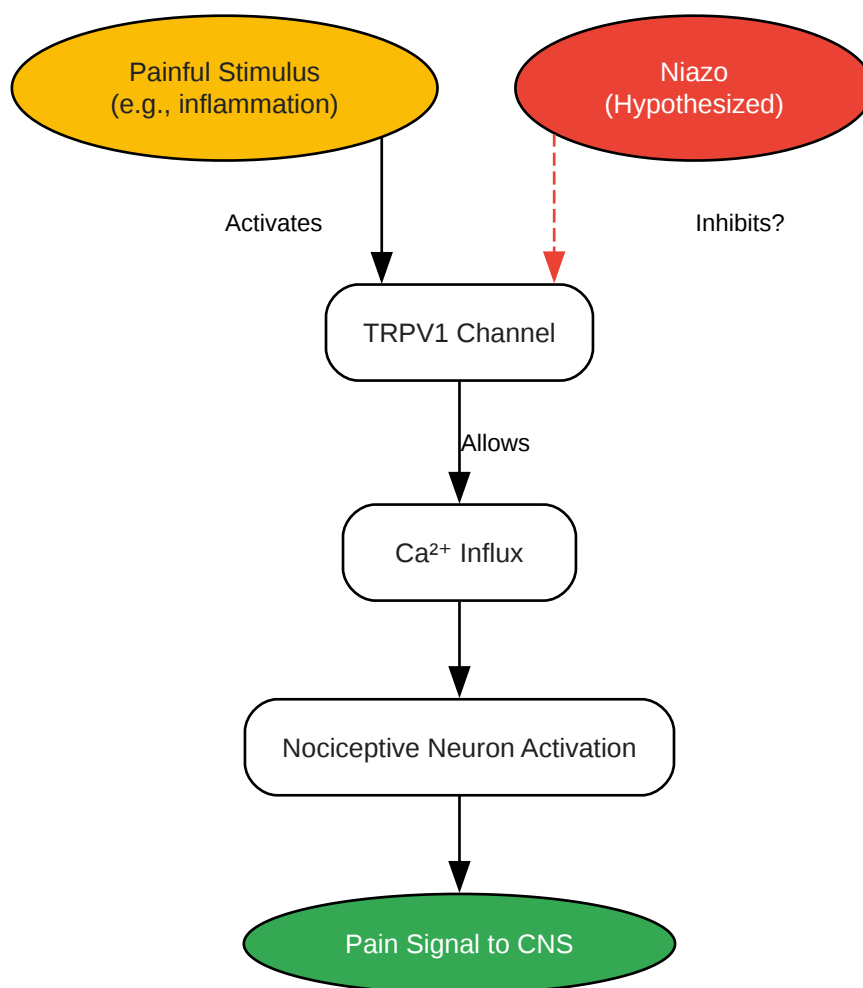 Painful Stimulus
(e.g., inflammation)
Niazo
(Hypothesized)
Activates
Inhibits?
TRPV1 Channel
Allows
Ca²⁺ Influx
Nociceptive Neuron Activation
Pain Signal to CNS